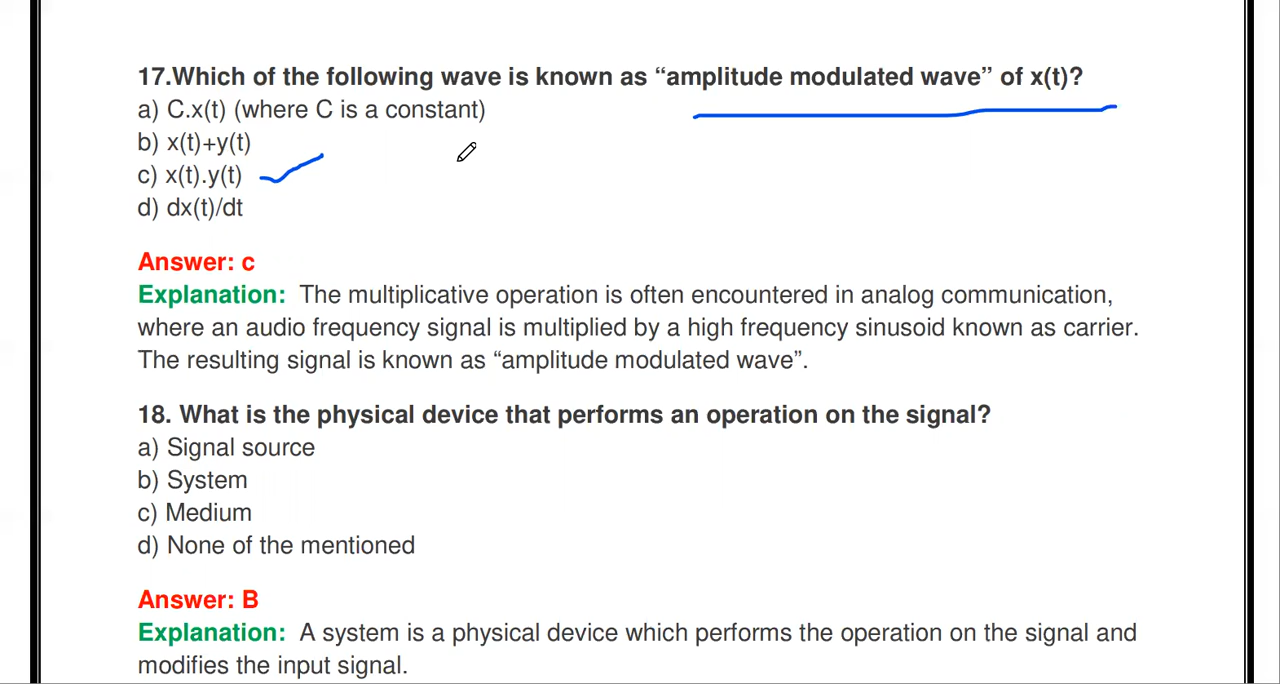 17.Which of the following wave is known as “amplitude modulated wave” of x(t)?
a) C.x(t) (where C is a constant)
b) x(t)+y(t)
c) x(t).y(t)
d) dx(t)/dt
Answer: c
Explanation: The multiplicative operation is often encountered in analog communication,
where an audio frequency signal is multiplied by a high frequency sinusoid known as carrier.
The resulting signal is known as “amplitude modulated wave”.
18. What is the physical device that performs an operation on the signal?
a) Signal source
b) System
c) Medium
d) None of the mentioned
Answer: B
Explanation: A system is a physical device which performs the operation on the signal and
modifies the input signal.